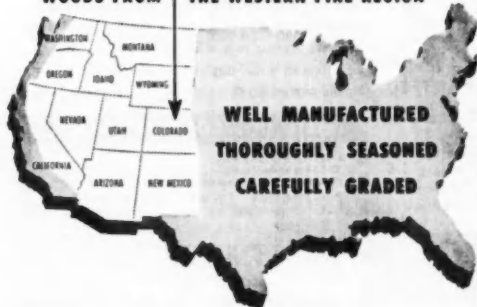 WOODS FROM THE WESTERN PINE REGION
WASHINGTON
MONTANA
OREGON
IDAHO
WYOMING
NEVADA
UTAH
COLORADO
CALIFORNIA
ARIZONA
NEW MEXICO
WELL MANUFACTURED
THOROUGHLY SEASONED
CAREFULLY GRADED